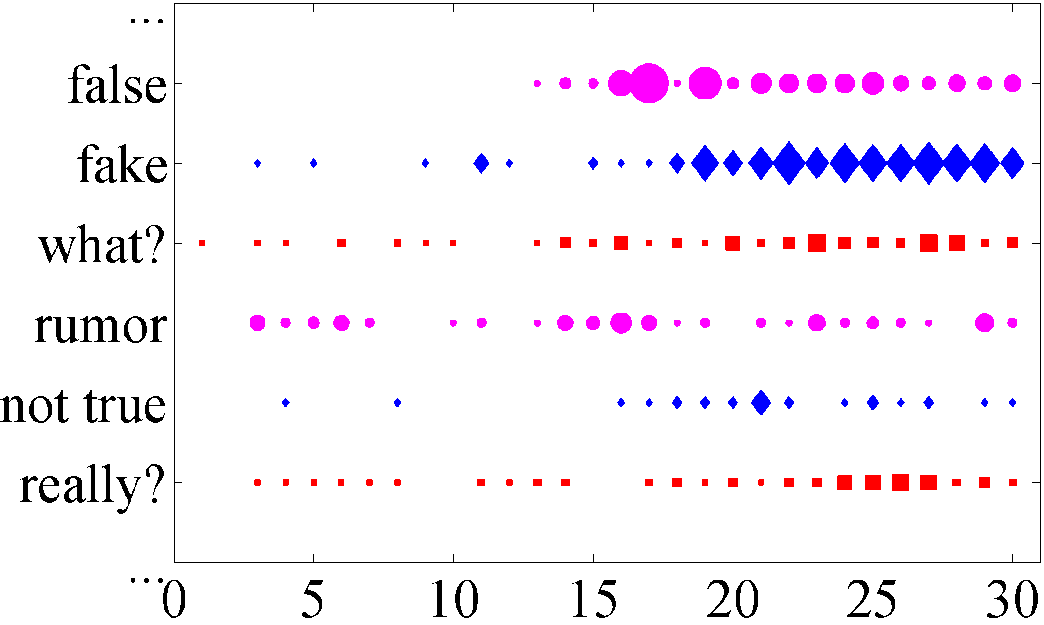 ...
false
fake
what?
rumor
not true
really?
...
0 5 10 15 20 25 30